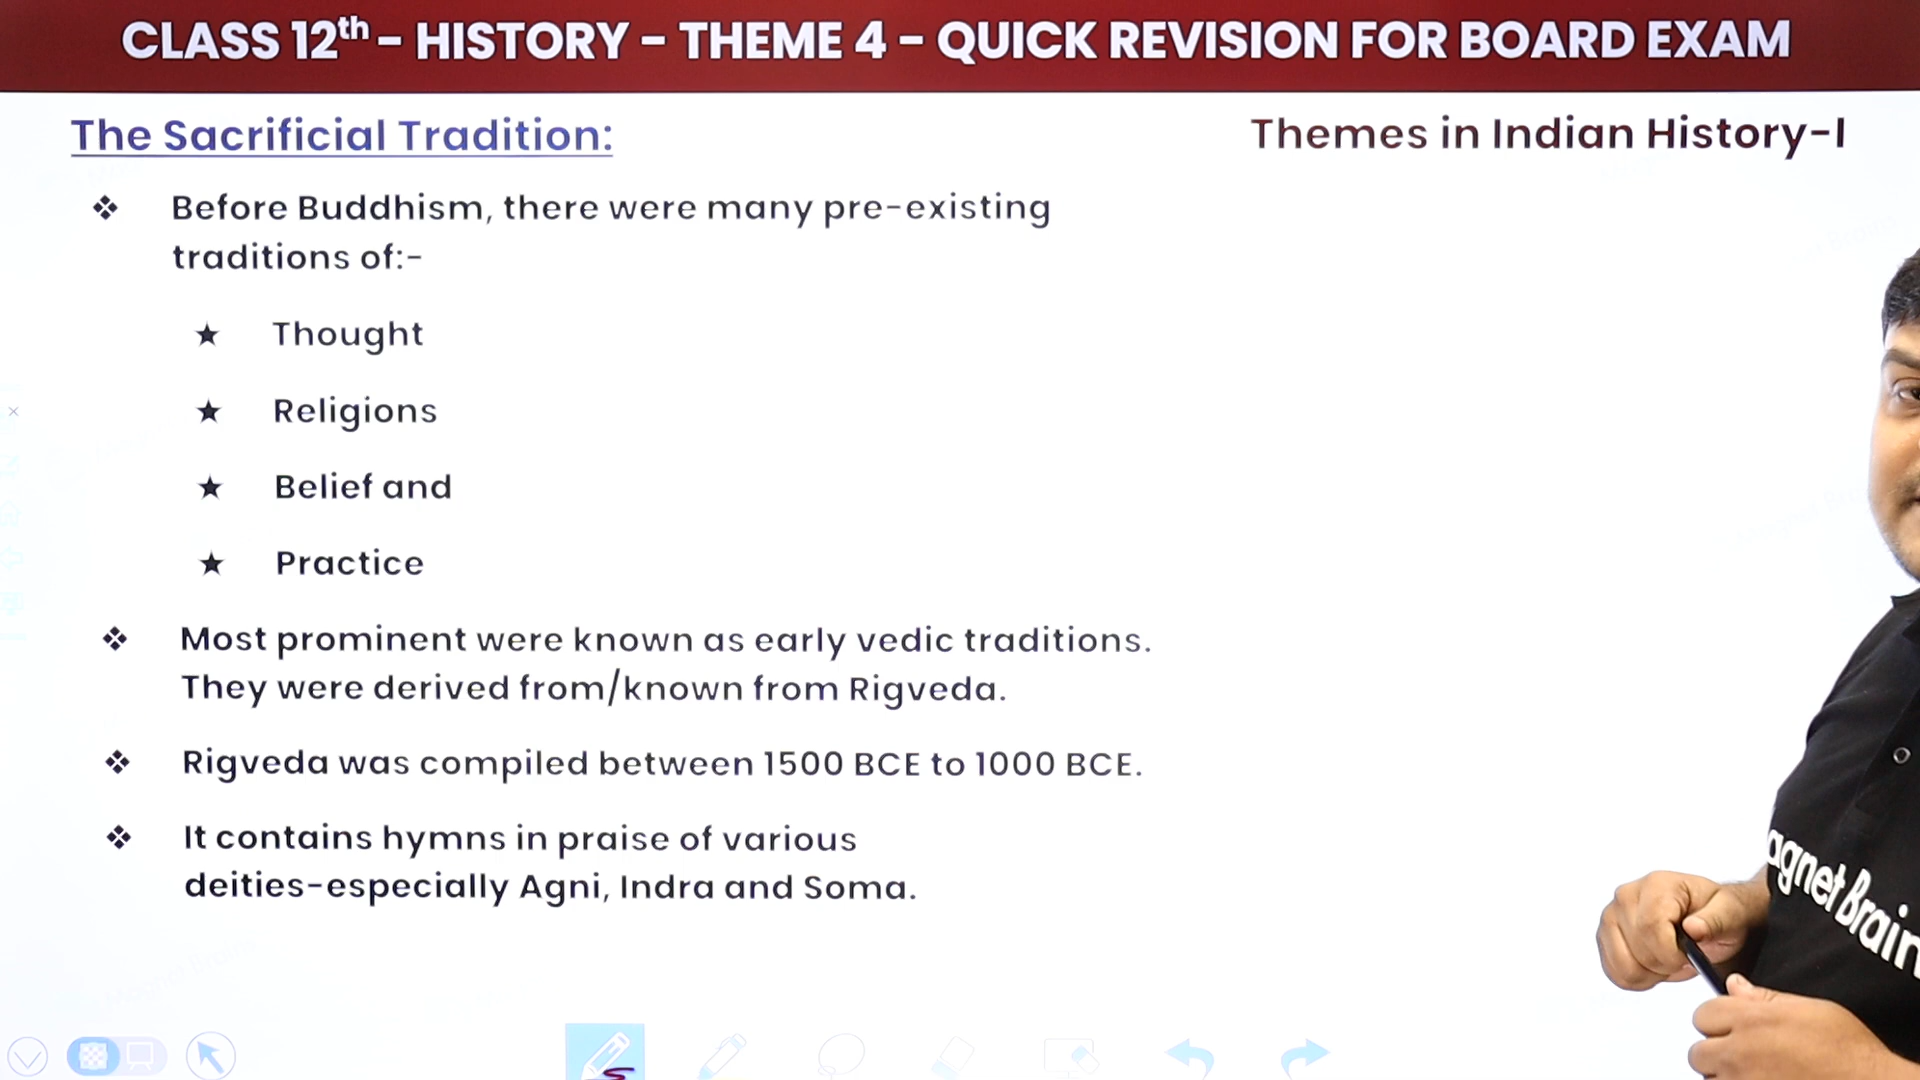 CLASS 12th - HISTORY - THEME 4 - QUICK REVISION FOR BOARD EXAM
The Sacrificial Tradition:
Themes in Indian History-I
❖ Before Buddhism, there were many pre-existing
traditions of:-
★ Thought
★ Religions
★ Belief and
★ Practice
❖ Most prominent were known as early vedic traditions.
They were derived from/known from Rigveda.
❖ Rigveda was compiled between 1500 BCE to 1000 BCE.
❖ It contains hymns in praise of various
deities-especially Agni, Indra and Soma.
agnet Brain